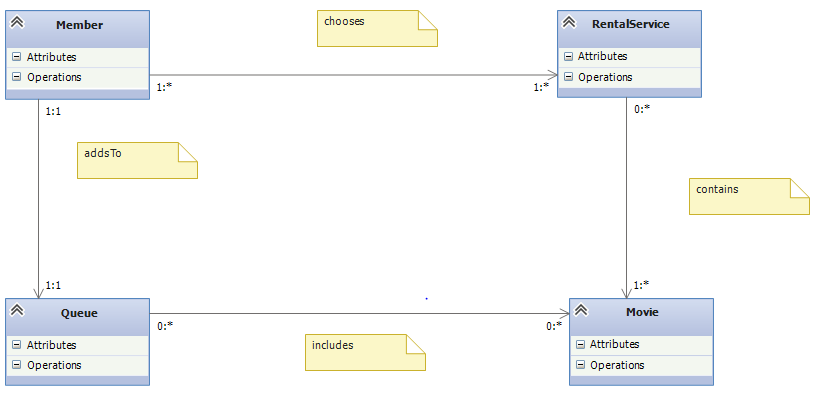 Member
Attributes
Operations
chooses
RentalService
Attributes
Operations
1:*
1:*
1:1
0:*
addsTo
contains
1:1
1:*
Queue
Attributes
Operations
0:*
0:*
includes
Movie
Attributes
Operations